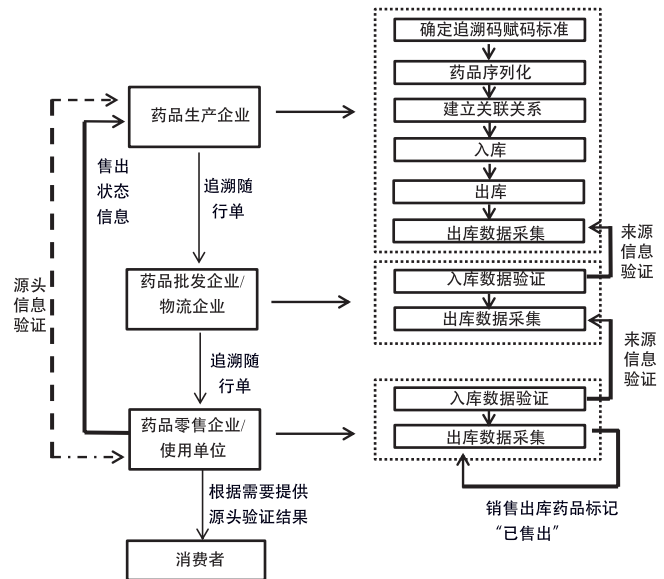 确定追溯码赋码标准
药品序列化
建立关联关系
入库
出库
出库数据采集
药品生产企业
售出
状态
信息
追溯随
行单
来源
信息
验证
源头
信息
验证
药品批发企业/
物流企业
入库数据验证
出库数据采集
追溯随
行单
来源
信息
验证
药品零售企业/
使用单位
入库数据验证
出库数据采集
根据需要提供
源头验证结果
销售出库药品标记
“已售出”
消费者